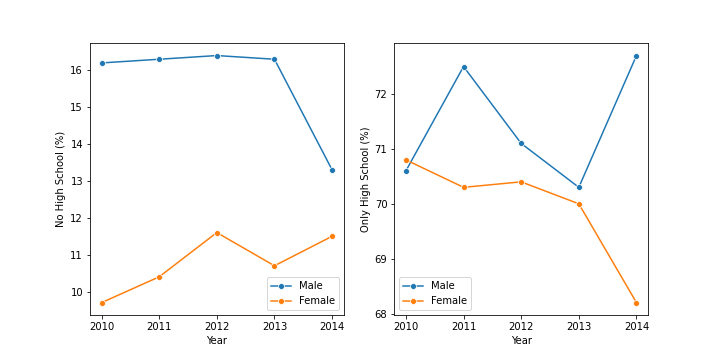 No High School (%)
16
15
14
13
12
11
10
2010 2011 2012 2013 2014
Year
Male
Female
Only High School (%)
72
71
70
69
68
2010 2011 2012 2013 2014
Year
Male
Female